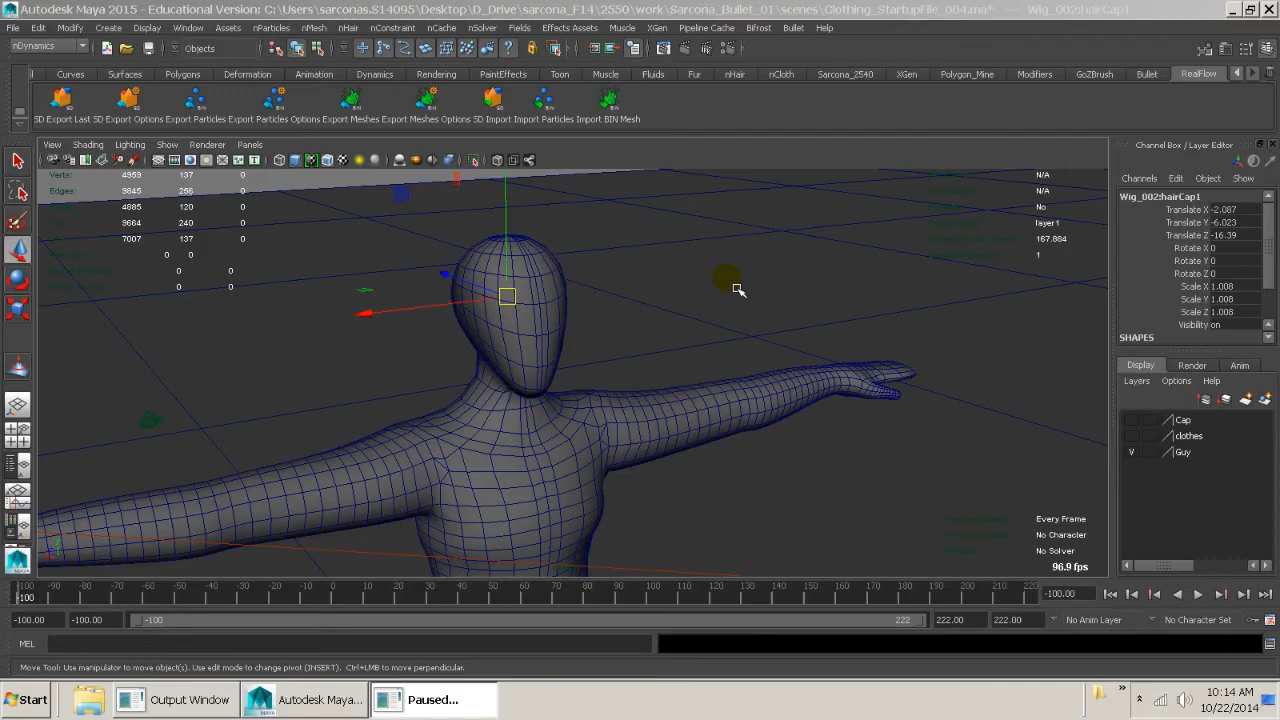 Autodesk Maya 2015 - Educational Version: C:\Users\sarconas.S14095\Desktop\D_Drive\sarcona_F14\2550\work\Sarcona_Bullet_01\scenes\Clothing_StartupFile_004.ma* --- Wig_002:hairCap1
File Edit Modify Create Display Window Assets nParticles nMesh nHair nConstraint nCache nSolver Fields Effects Assets Muscle XGen Pipeline Cache Bifrost Bullet Help
nDynamics Objects
Curves Surfaces Polygons Deformation Animation Dynamics Rendering PaintEffects Toon Muscle Fluids Fur nHair nCloth Sarcona_2540 XGen Polygon_Mine Modifiers GoZBrush Bullet RealFlow
SD SD BIN BIN BIN BIN SD BIN BIN
SD Export Last SD Export Options Export Particles Export Particles Options Export Meshes Export Meshes Options SD Import Import Particles Import BIN Mesh
View Shading Lighting Show Renderer Panels
Channel Box / Layer Editor
Channels Edit Object Show
Verts: 4959 137 0 N/A
Edges: 9845 256 0 N/A
4885 120 0 No
9664 240 0 layer1
7007 137 0 167.884
0 0 1
0 0
0 0
Wig_002:hairCap1
Translate X -2.087
Translate Y -6.023
Translate Z -16.39
Rotate X 0
Rotate Y 0
Rotate Z 0
Scale X 1.008
Scale Y 1.008
Scale Z 1.008
Visibility on
SHAPES
Display Render Anim
Layers Options Help
Cap
clothes
V Guy
Every Frame
No Character
No Solver
96.9 fps
-100 -90 -80 -70 -60 -50 -40 -30 -20 -10 0 10 20 30 40 50 60 70 80 90 100 110 120 130 140 150 160 170 180 190 200 210 220
-100 -100.00
-100.00 -100.00 -100 222 222.00 222.00 No Anim Layer No Character Set
MEL
Move Tool: Use manipulator to move object(s). Use edit mode to change pivot (INSERT). Ctrl+LMB to move perpendicular.
Start Output Window Autodesk Maya... Paused... 10:14 AM
10/22/2014